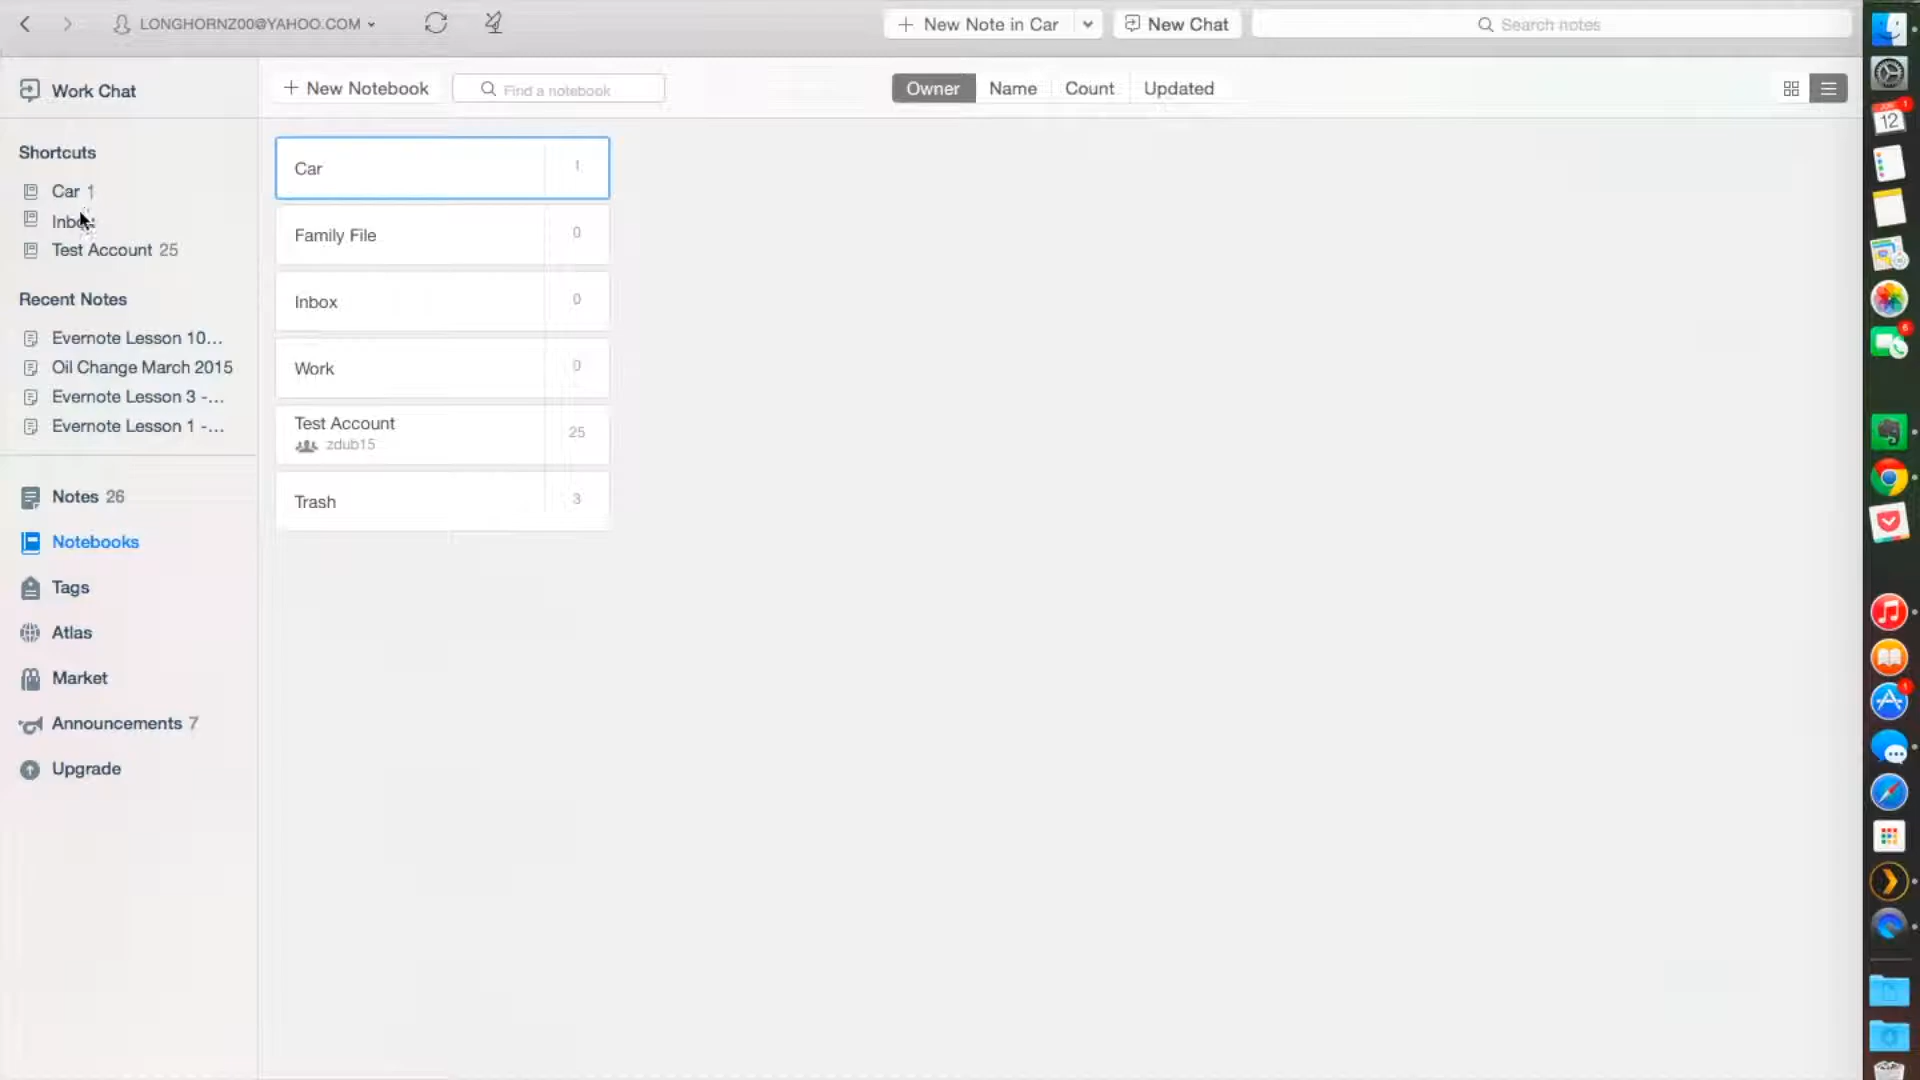 LONGHORNZ00@YAHOO.COM
New Note in Car
New Chat
Search notes
Work Chat
New Notebook
Find a notebook
Owner
Name
Count
Updated
Shortcuts
Car 1
Inbox
Test Account 25
Recent Notes
Evernote Lesson 10...
Oil Change March 2015
Evernote Lesson 3 -...
Evernote Lesson 1 -...
Notes 26
Notebooks
Tags
Atlas
Market
Announcements 7
Upgrade
Car 1
Family File 0
Inbox 0
Work 0
Test Account 25
zdub15
Trash 3
1
12
6
1